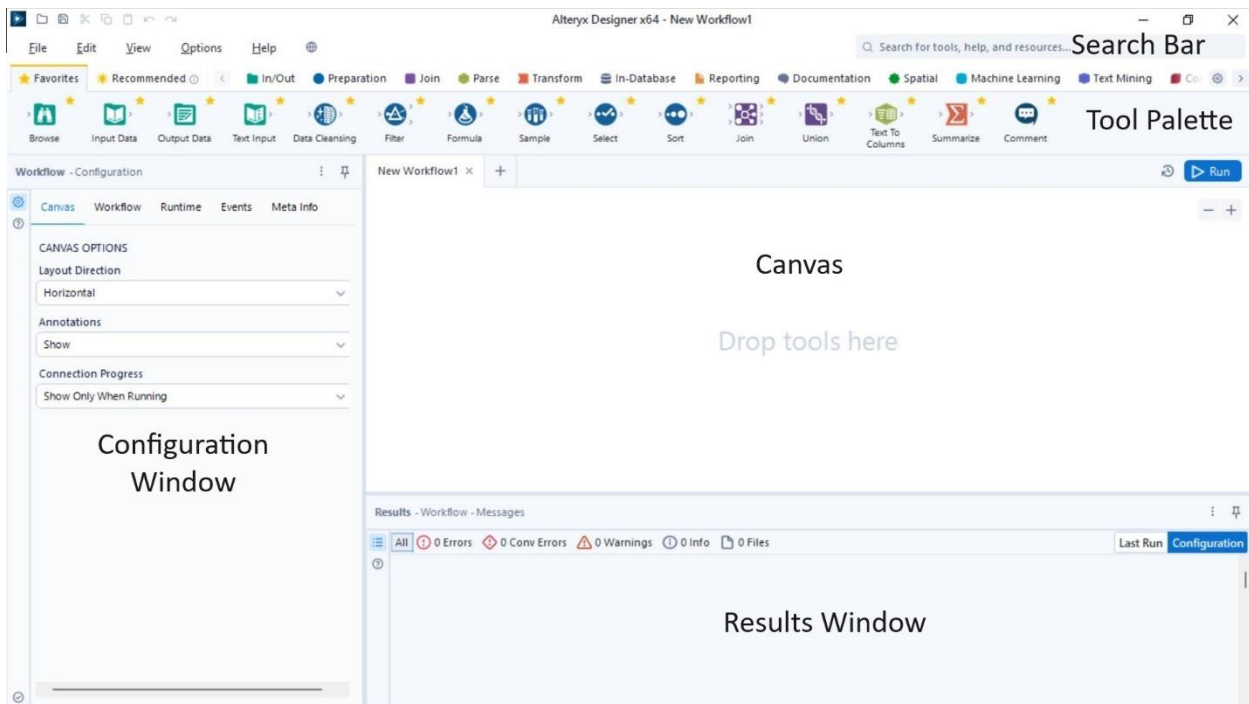 Alteryx Designer x64 - New Workflow1
File Edit View Options Help
Search for tools, help, and resources... Search Bar
Favorites Recommended In/Out Preparation Join Parse Transform In-Database Reporting Documentation Spatial Machine Learning Text Mining Co
Browse Input Data Output Data Text Input Data Cleansing Filter Formula Sample Select Sort Join Union Text To Columns Summarize Comment
Tool Palette
Workflow - Configuration
New Workflow1
Run
Canvas Workflow Runtime Events Meta Info
CANVAS OPTIONS
Layout Direction
Horizontal
Annotations
Show
Connection Progress
Show Only When Running
Configuration
Window
Canvas
Drop tools here
Results - Workflow - Messages
All 0 Errors 0 Conv Errors 0 Warnings 0 Info 0 Files
Last Run Configuration
Results Window